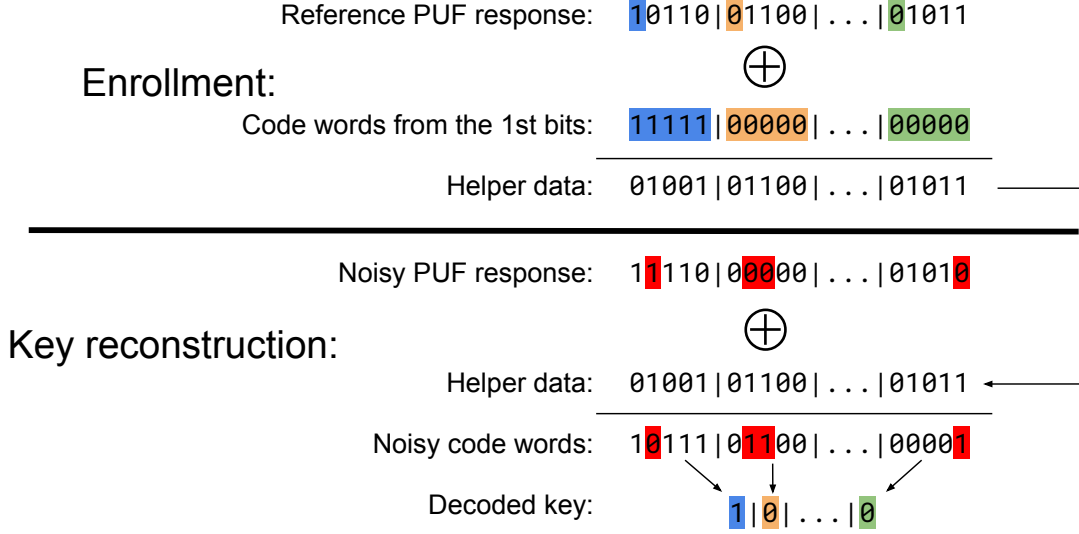 Reference PUF response: 10110|01100|...|01011
Enrollment:
Code words from the 1st bits: 11111|00000|...|00000
Helper data: 01001|01100|...|01011
Noisy PUF response: 11110|00000|...|01010
Key reconstruction:
Helper data: 01001|01100|...|01011
Noisy code words: 10111|01100|...|00001
Decoded key: 1|0|...|0